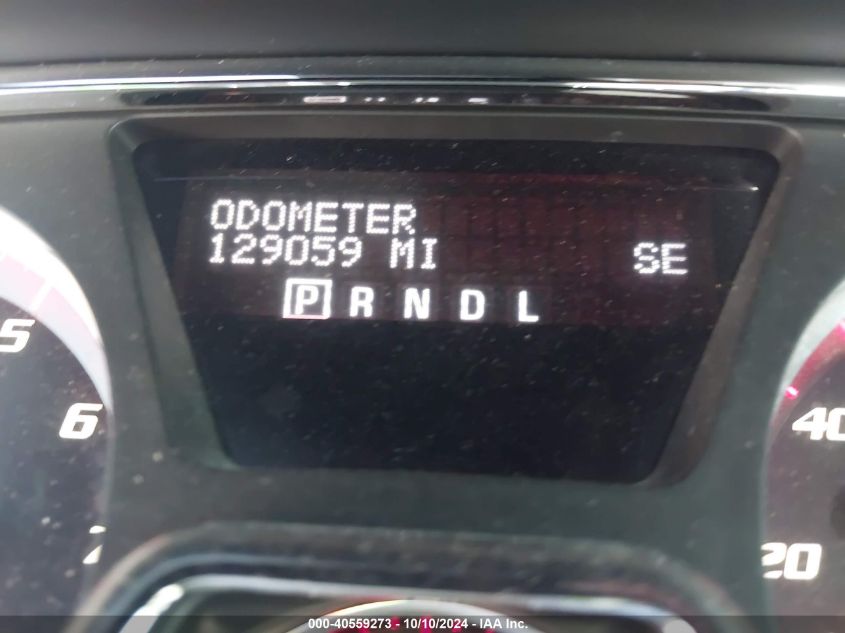 ODOMETER
129059 MI SE
P R N D L
5
6
40
20
000-40559273 - 10/10/2024 - IAA Inc.